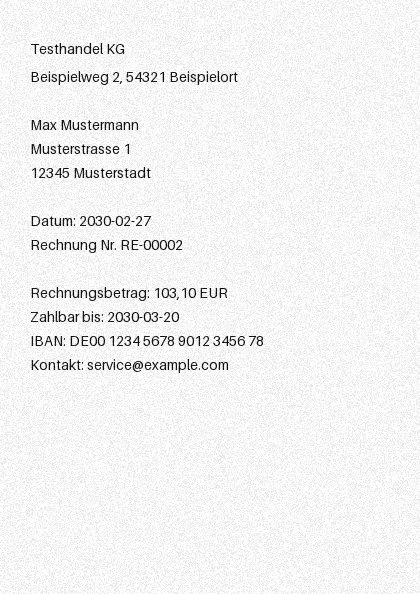 Testhandel KG
Beispielweg 2, 54321 Beispielort
Max Mustermann
Musterstrasse 1
12345 Musterstadt
Datum: 2030-02-27
Rechnung Nr. RE-00002
Rechnungsbetrag: 103,10 EUR
Zahlbar bis: 2030-03-20
IBAN: DE00 1234 5678 9012 3456 78
Kontakt: service@example.com